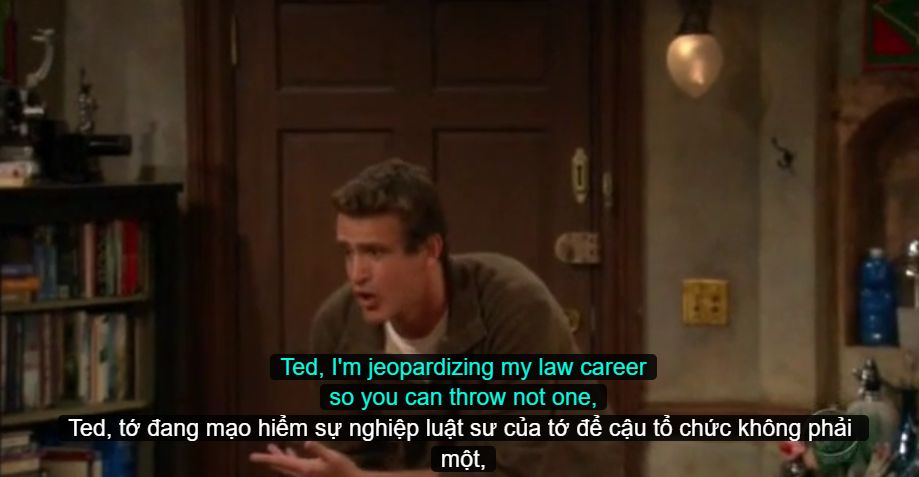 Ted, I'm jeopardizing my law career
so you can throw not one,
Ted, tớ đang mạo hiểm sự nghiệp luật sư của tớ để cậu tổ chức không phải
một,